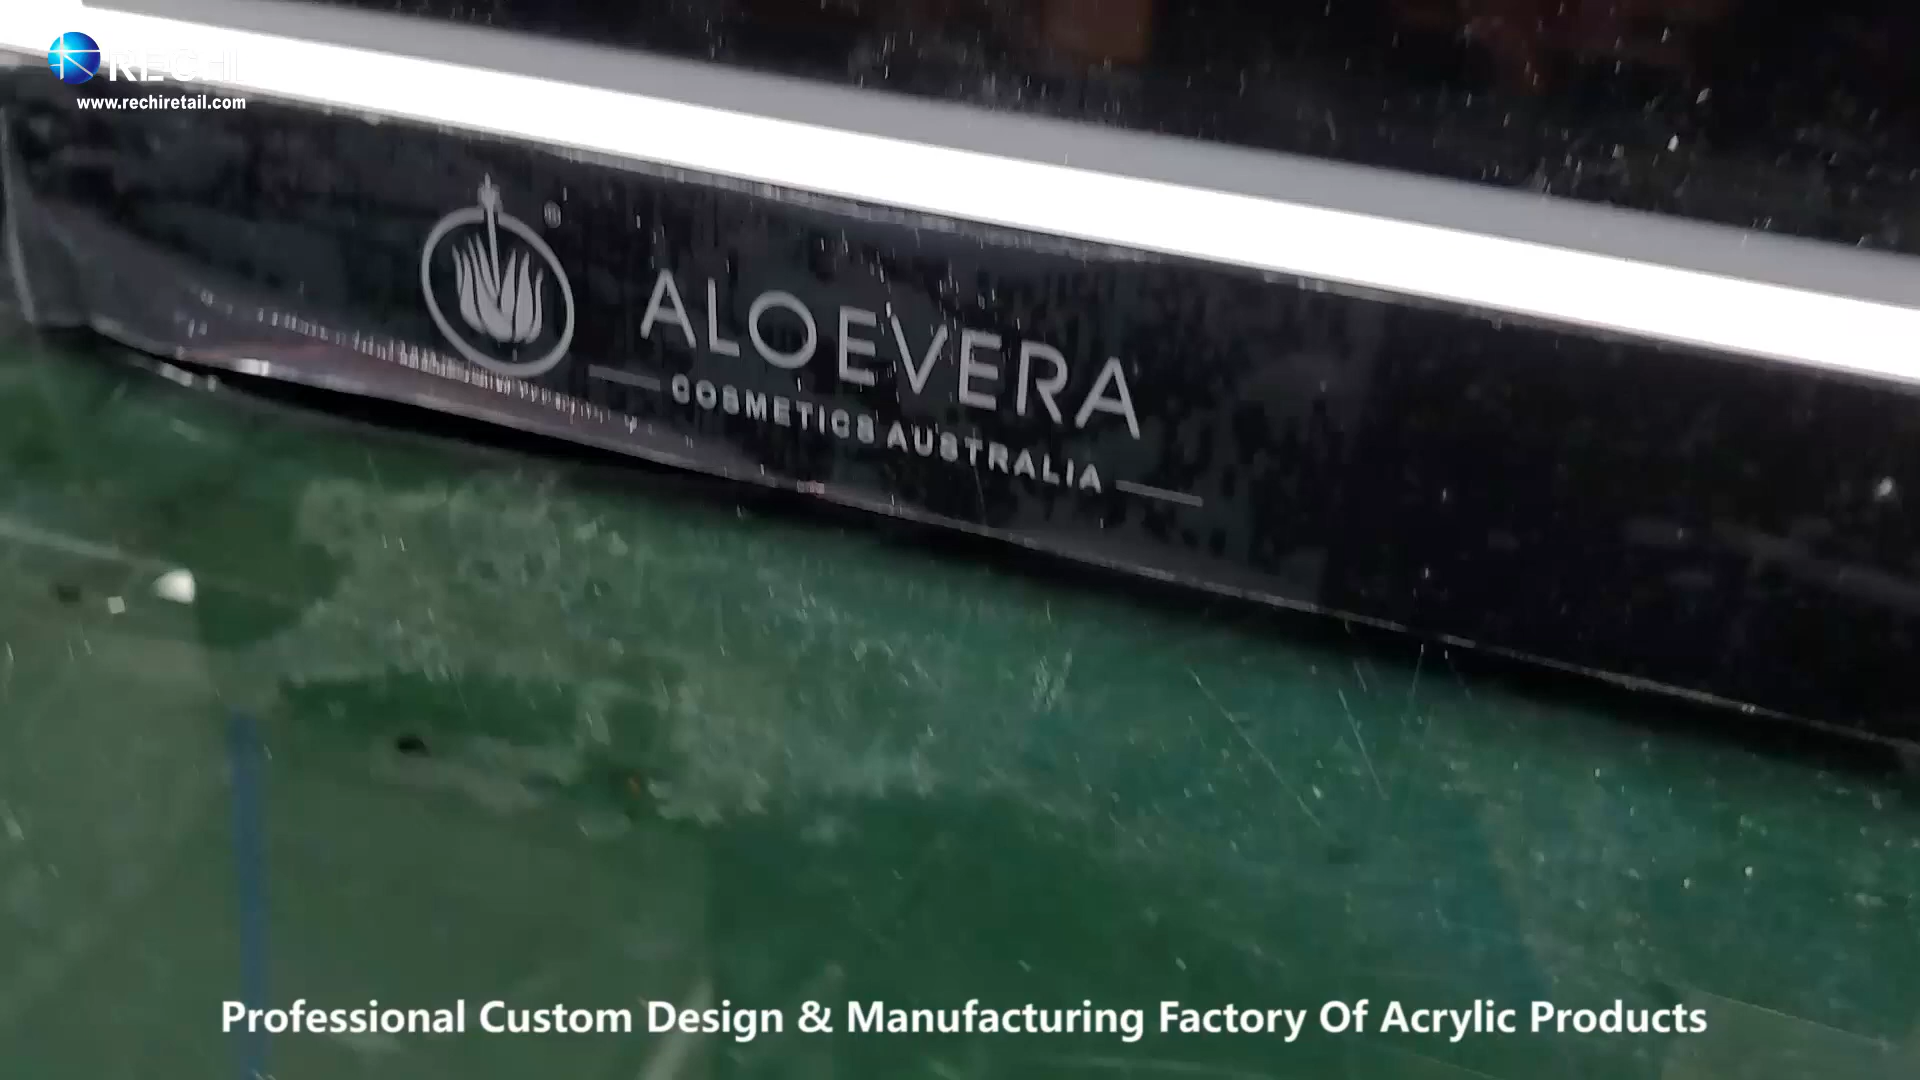 RECHI
www.rechiretail.com
®
ALOEVERA
COSMETICS AUSTRALIA
Professional Custom Design & Manufacturing Factory Of Acrylic Products